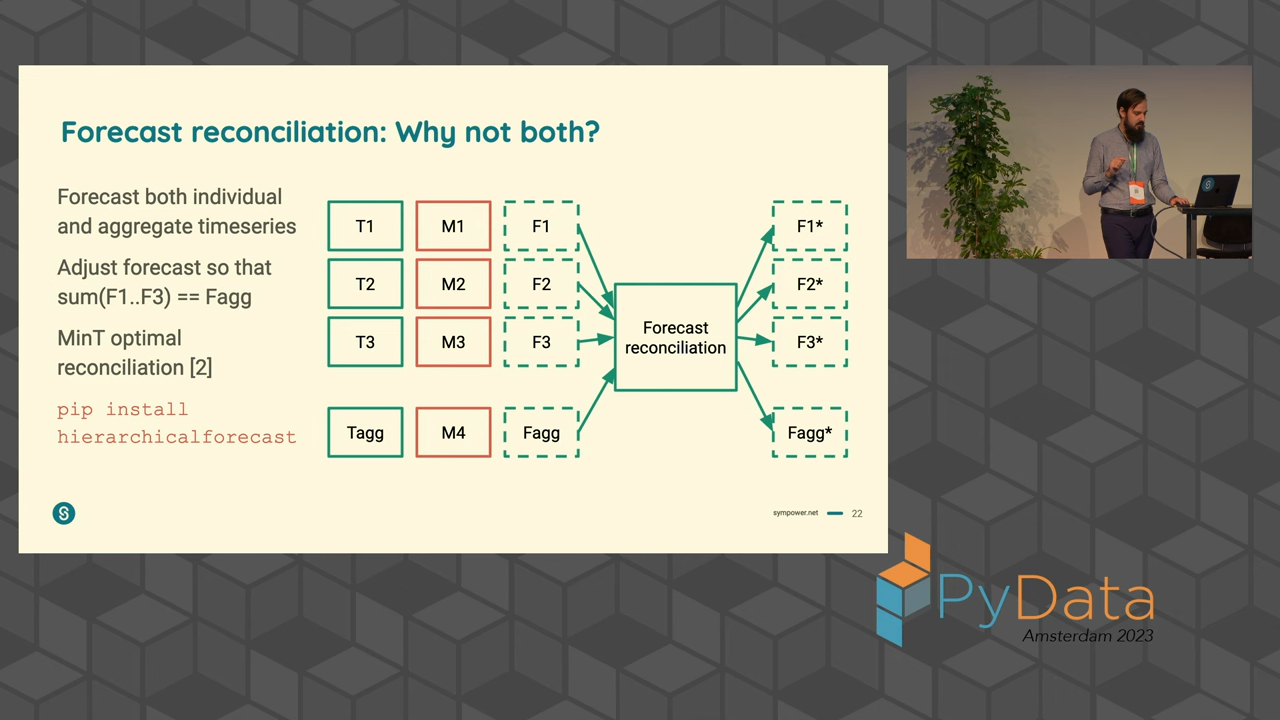 Forecast reconciliation: Why not both?
Forecast both individual
and aggregate timeseries
Adjust forecast so that
sum(F1..F3) == Fagg
MinT optimal
reconciliation [2]
pip install
hierarchicalforecast
T1 M1 F1 F1*
T2 M2 F2 F2*
T3 M3 F3 F3*
Forecast
reconciliation
Tagg M4 Fagg Fagg*
sympower.net 22
PyData
Amsterdam 2023